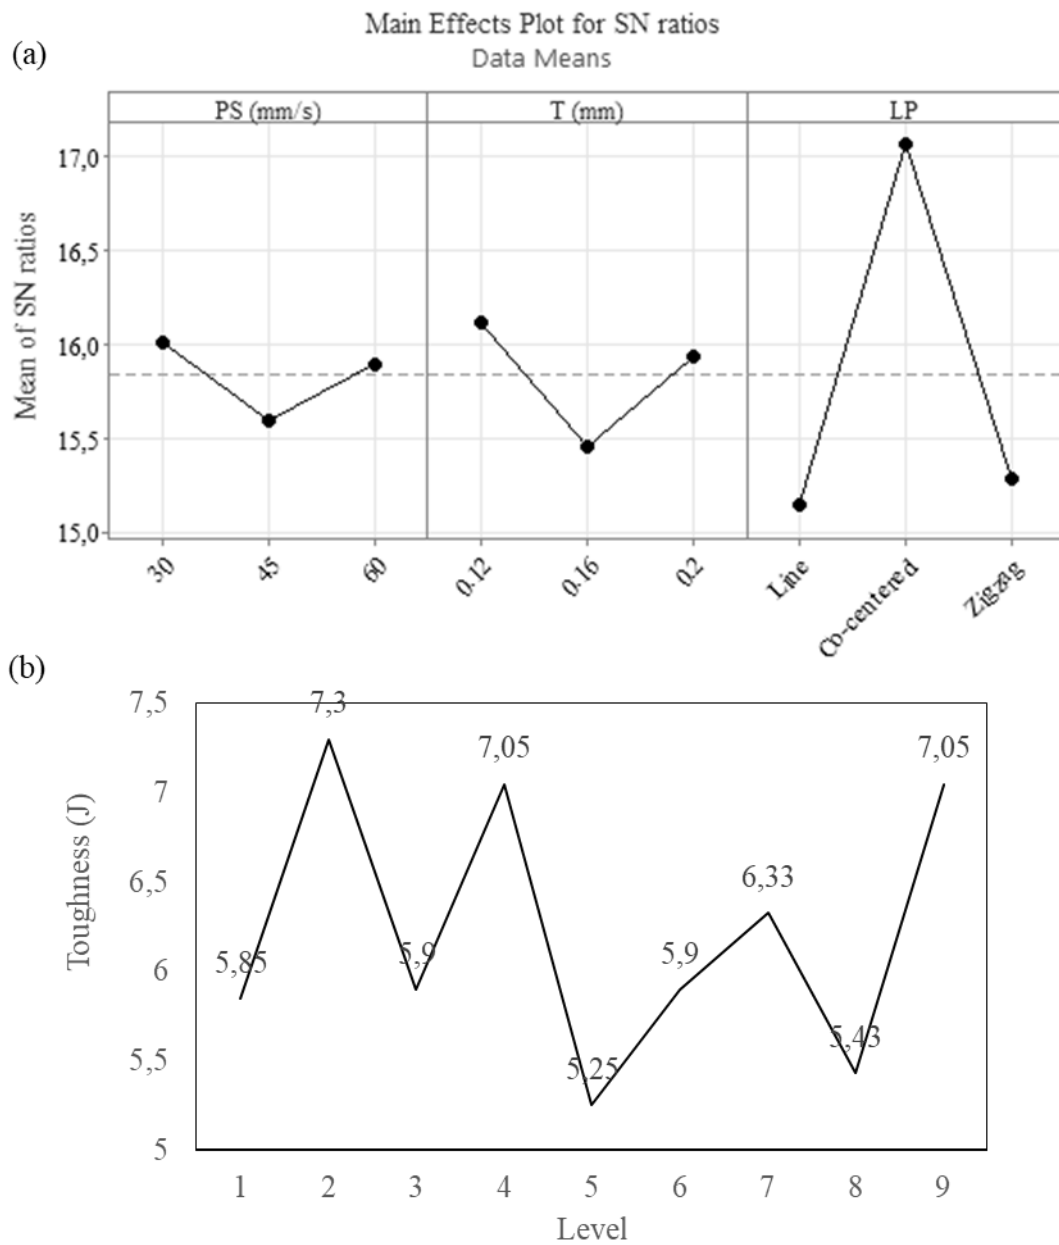 Main Effects Plot for SN ratios
(a)
Data Means
PS (mm/s) T (mm) LP
Mean of SN ratios
17,0
16,5
16,0
15,5
15,0
30 45 60 0.12 0.16 0.2 Line Co-centered Zigzag
(b)
Toughness (J)
7,5
7
6,5
6
5,5
5
5,85 7,3 5,9 7,05 5,25 5,9 6,33 5,43 7,05
1 2 3 4 5 6 7 8 9
Level